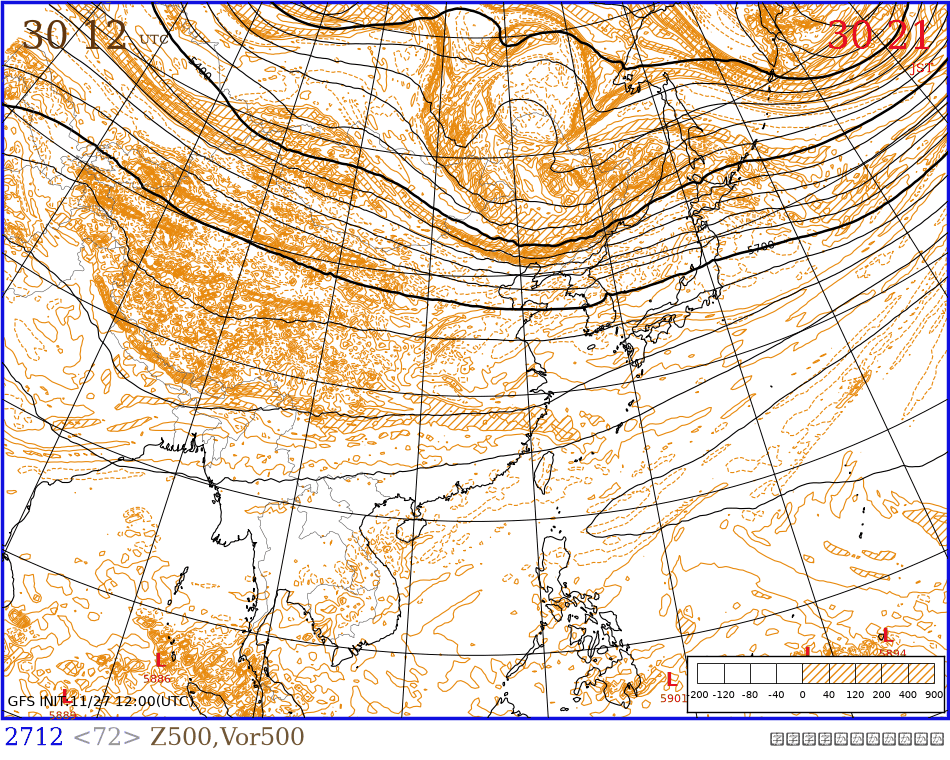 30 12 UTC
30 21
JST
5400
5700
L
5894
L
5886
L
5901
L
L
GFS INIT:11/27 12:00(UTC)
-200 -120 -80 -40 0 40 120 200 400 900
2712 <72> Z500,Vor500